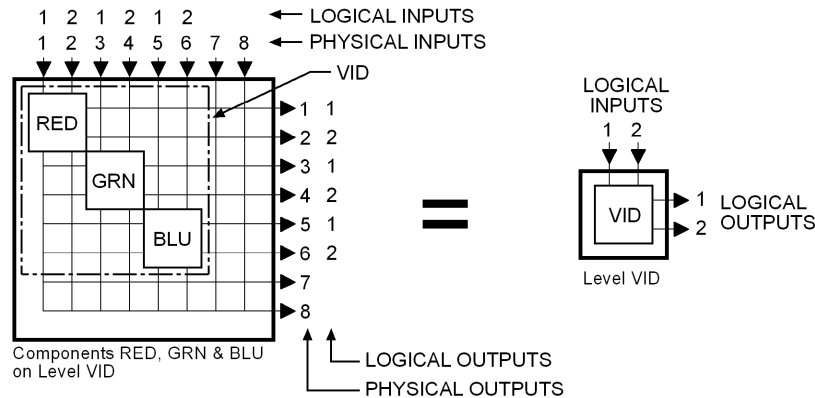 1 2 1 2 1 2 LOGICAL INPUTS
1 2 3 4 5 6 7 8 PHYSICAL INPUTS
VID
RED
GRN
BLU
1 1
2 2
3 1
4 2
5 1
6 2
7
8
Components RED, GRN & BLU
on Level VID
LOGICAL OUTPUTS
PHYSICAL OUTPUTS
=
LOGICAL
INPUTS
1 2
VID
1
2
LOGICAL
OUTPUTS
Level VID